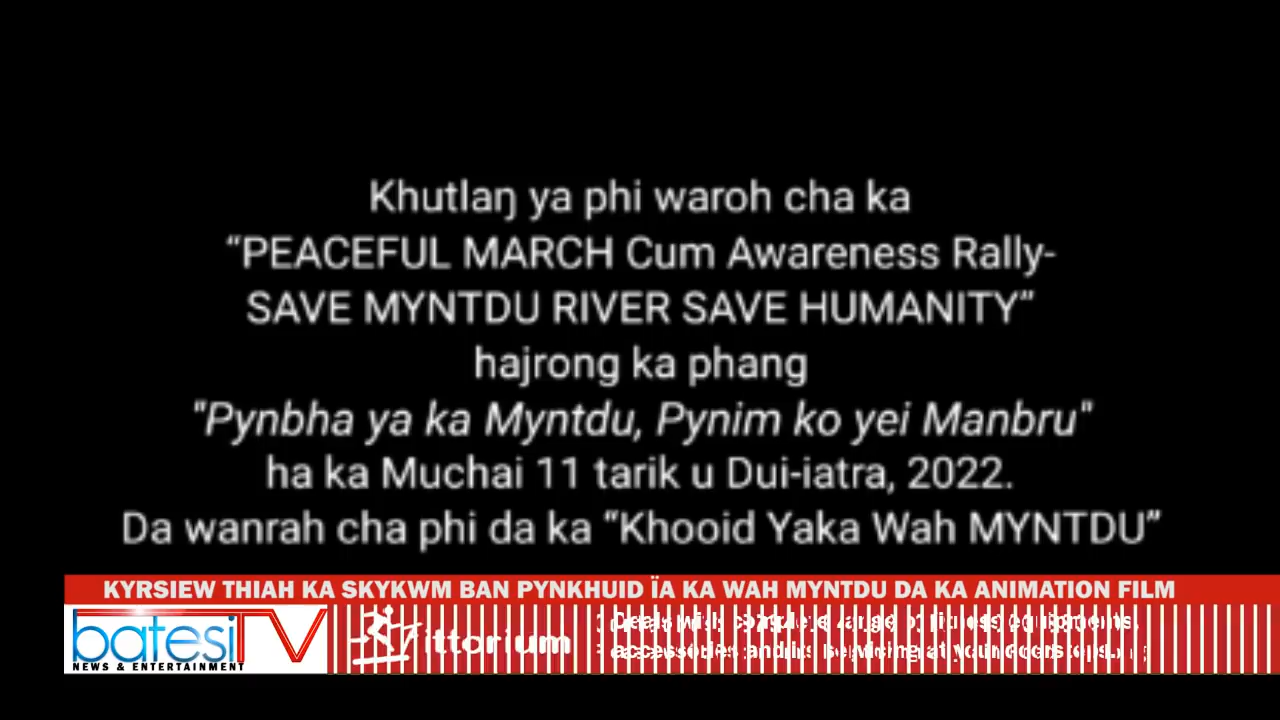 Khutlaŋ ya phi waroh cha ka
“PEACEFUL MARCH Cum Awareness Rally-
SAVE MYNTDU RIVER SAVE HUMANITY”
hajrong ka phang
"Pynbha ya ka Myntdu, Pynim ko yei Manbru"
ha ka Muchai 11 tarik u Dui-iatra, 2022.
Da wanrah cha phi da ka “Khooid Yaka Wah MYNTDU”
KYRSIEW THIAH KA SKYKWM BAN PYNKHUID ÏA KA WAH MYNTDU DA KA ANIMATION FILM
batesi TV
NEWS & ENTERTAINMENT